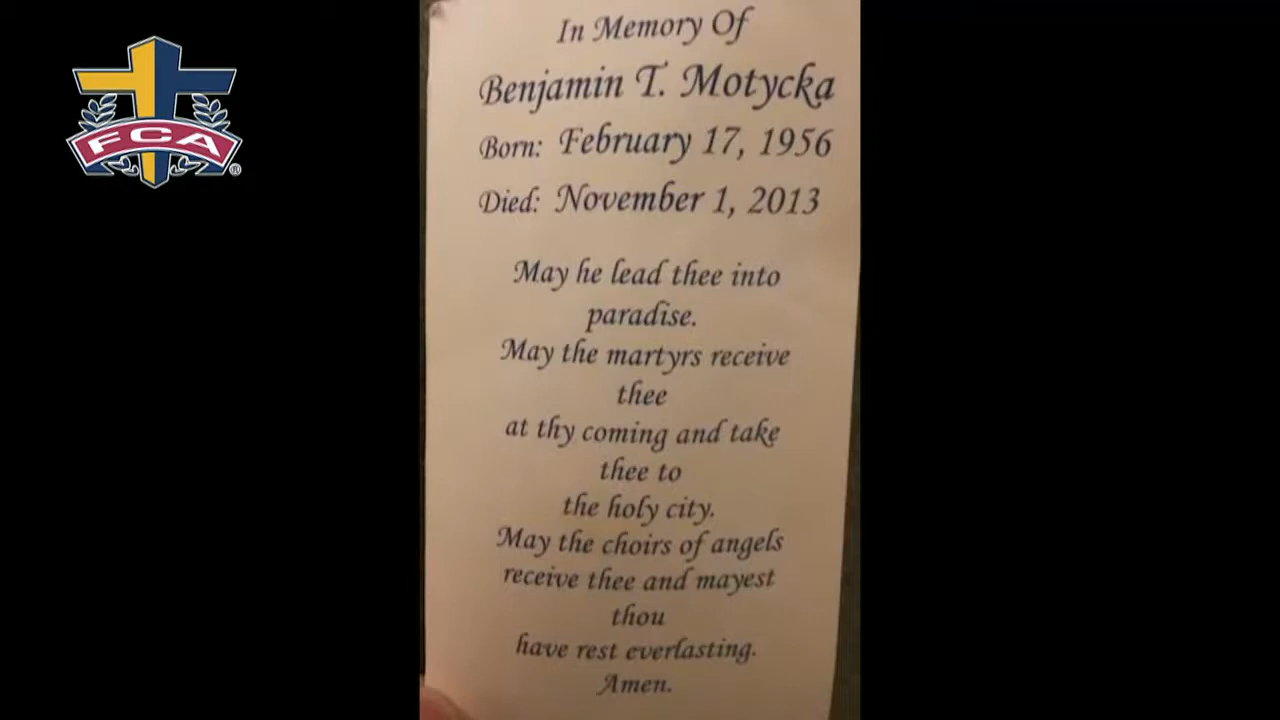 FCA
®
In Memory Of
Benjamin T. Motycka
Born: February 17, 1956
Died: November 1, 2013
May he lead thee into
paradise.
May the martyrs receive
thee
at thy coming and take
thee to
the holy city.
May the choirs of angels
receive thee and mayest
thou
have rest everlasting.
Amen.